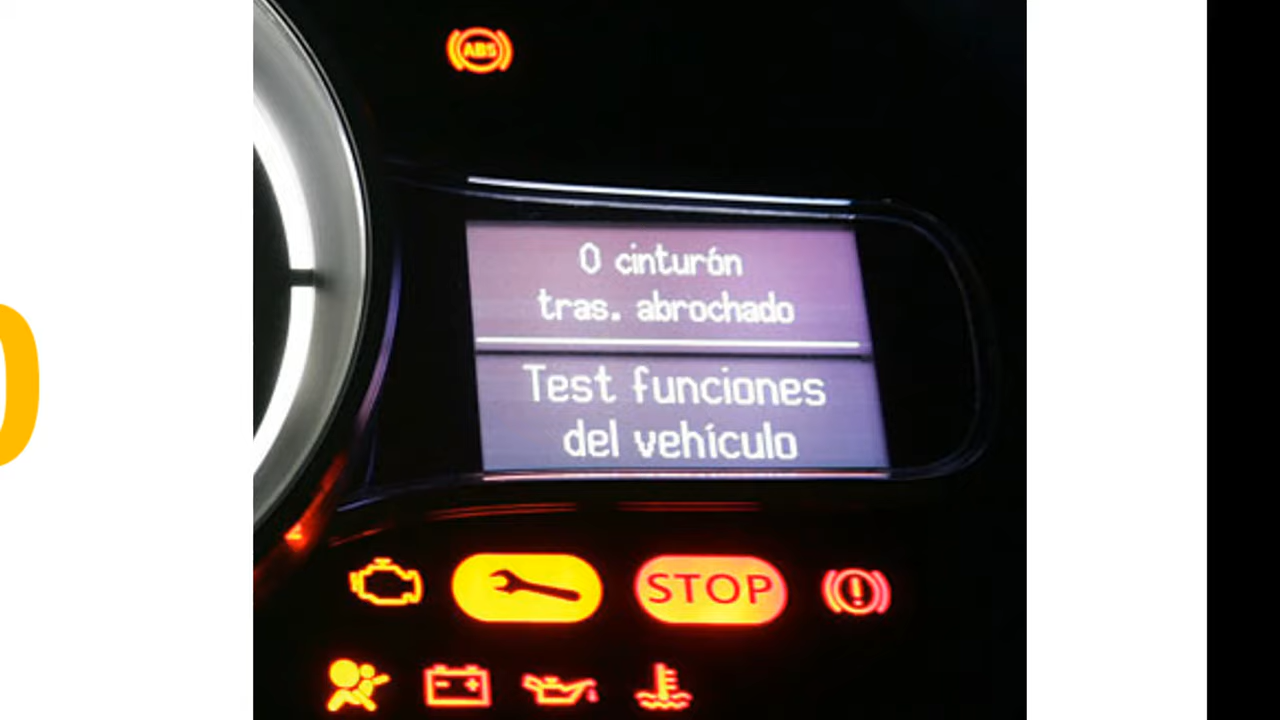 ABS
0 cinturón
tras. abrochado
Test funciones
del vehículo
STOP